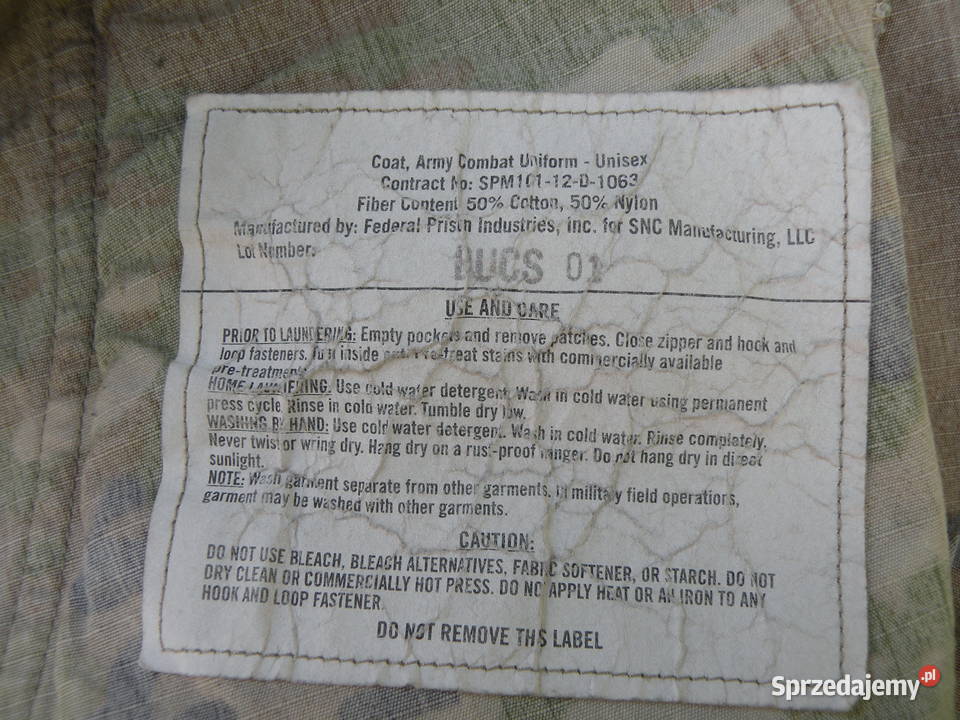 Coat, Army Combat Uniform - Unisex
Contract No: SPM1C1-12-D-1063
Fiber Content 50% Cotton, 50% Nylon
Manufactured by: Federal Prison Industries, Inc. for SNC Manufacturing, LLC
Lot Number:
BUCS 01
USE AND CARE
PRIOR TO LAUNDERING: Empty pockets and remove patches. Close zipper and hook and
loop fasteners. Turn inside out. Pretreat stains with commercially available
pre-treatment.
HOME LAUNDERING. Use cold water detergent. Wash in cold water using permanent
press cycle. Rinse in cold water. Tumble dry low.
WASHING BY HAND: Use cold water detergent. Wash in cold water. Rinse completely.
Never twist or wring dry. Hang dry on a rust-proof hanger. Do not hang dry in direct
sunlight.
NOTE: Wash garment separate from other garments. In military field operations,
garment may be washed with other garments.
CAUTION:
DO NOT USE BLEACH, BLEACH ALTERNATIVES, FABRIC SOFTENER, OR STARCH. DO NOT
DRY CLEAN OR COMMERCIALLY HOT PRESS. DO NOT APPLY HEAT OR AN IRON TO ANY
HOOK AND LOOP FASTENER.
DO NOT REMOVE THIS LABEL
Sprzedajemy.pl